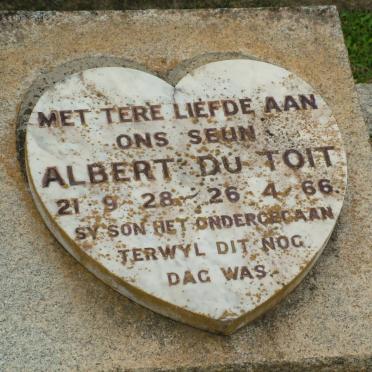 MET TERE LIEFDE AAN
ONS SEUN
ALBERT DU TOIT
21 - 9 - 28 - 26 - 4 - 66
SY SON HET ONDERGEGAAN
TERWYL DIT NOG
DAG WAS